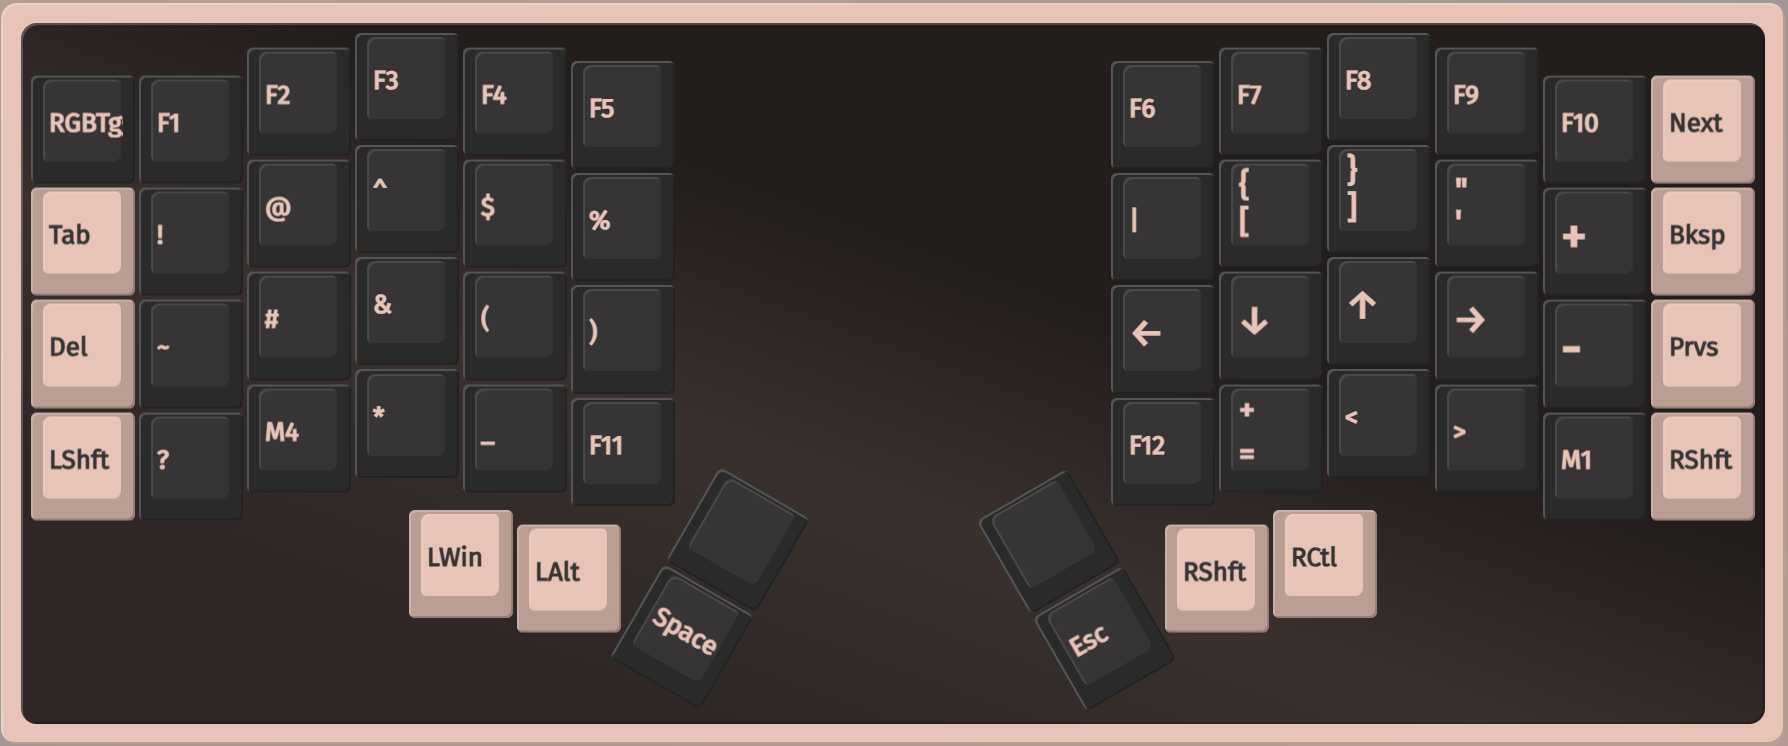 RGBTg F1 F2 F3 F4 F5 F6 F7 F8 F9 F10 Next
Tab ! @ ^ $ % | { [ } ] " ' + Bksp
Del ~ # & ( ) ← ↓ ↑ → - Prvs
LShft ? M4 * _ F11 F12 + = < > M1 RShft
LWin LAlt RShft RCtl
Space Esc